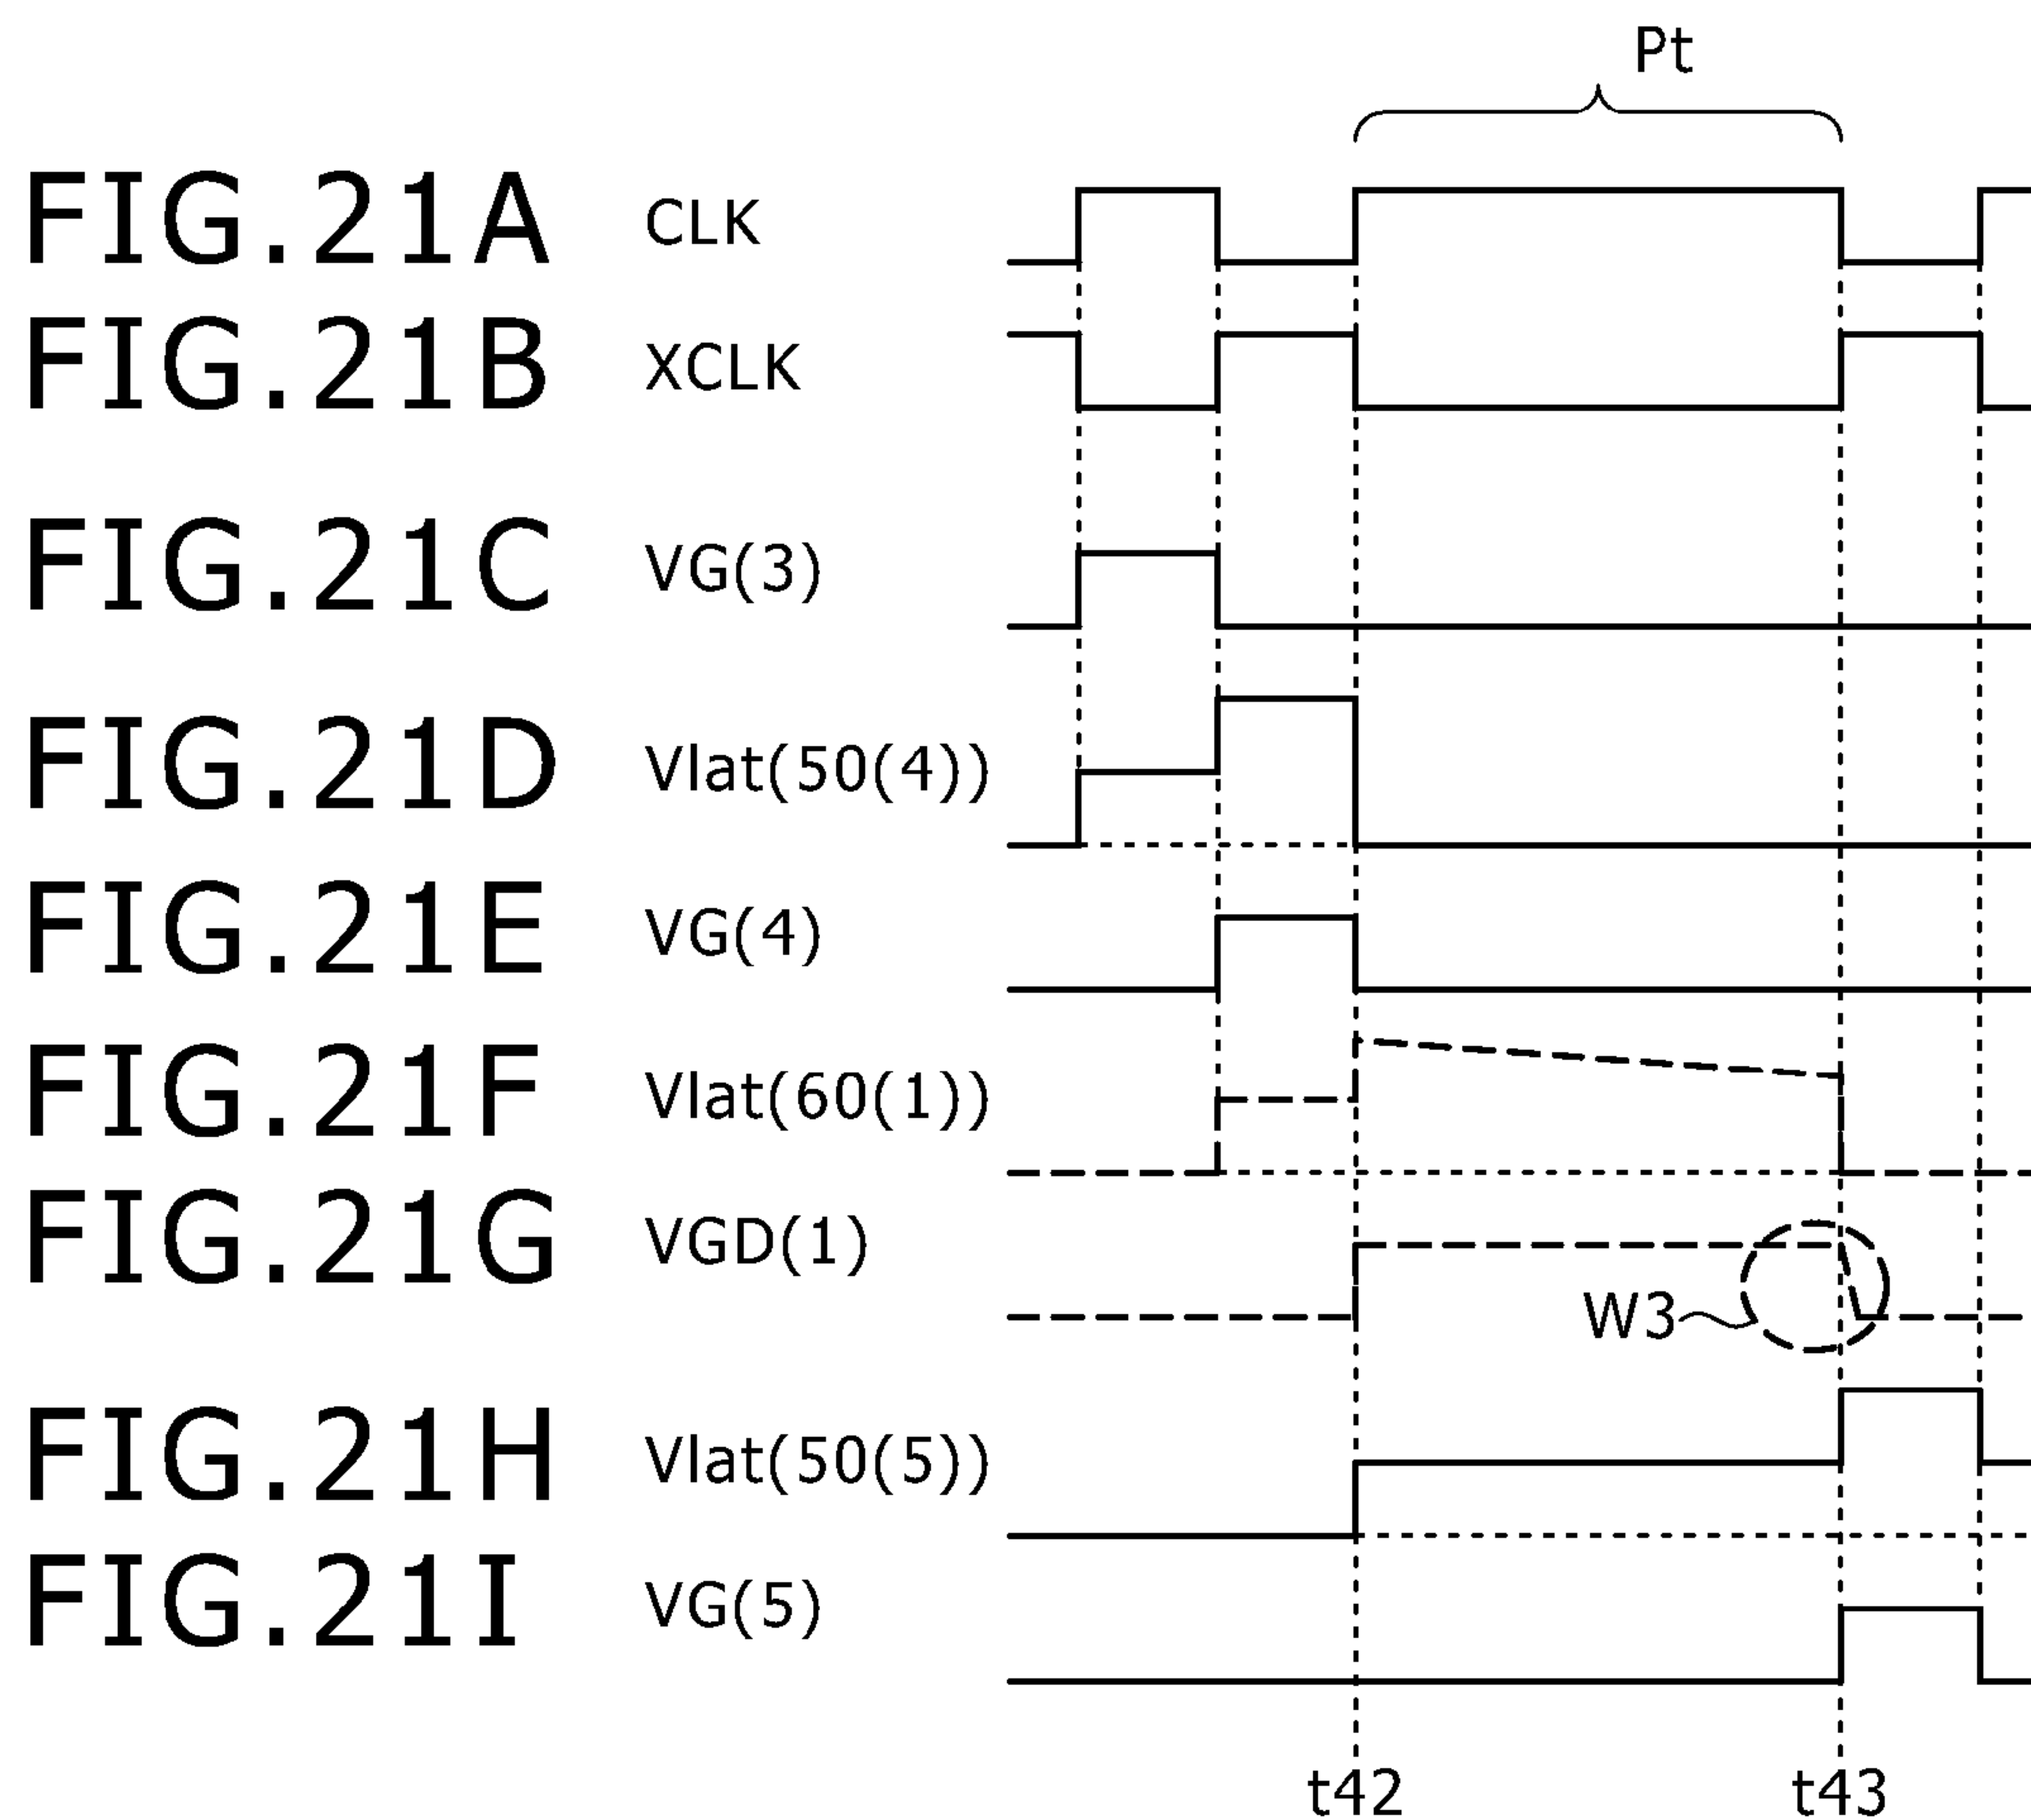 Pt
FIG.21A CLK
FIG.21B XCLK
FIG.21C VG(3)
FIG.21D Vlat(50(4))
FIG.21E VG(4)
FIG.21F Vlat(60(1))
FIG.21G VGD(1)
W3
FIG.21H Vlat(50(5))
FIG.21I VG(5)
t42 t43